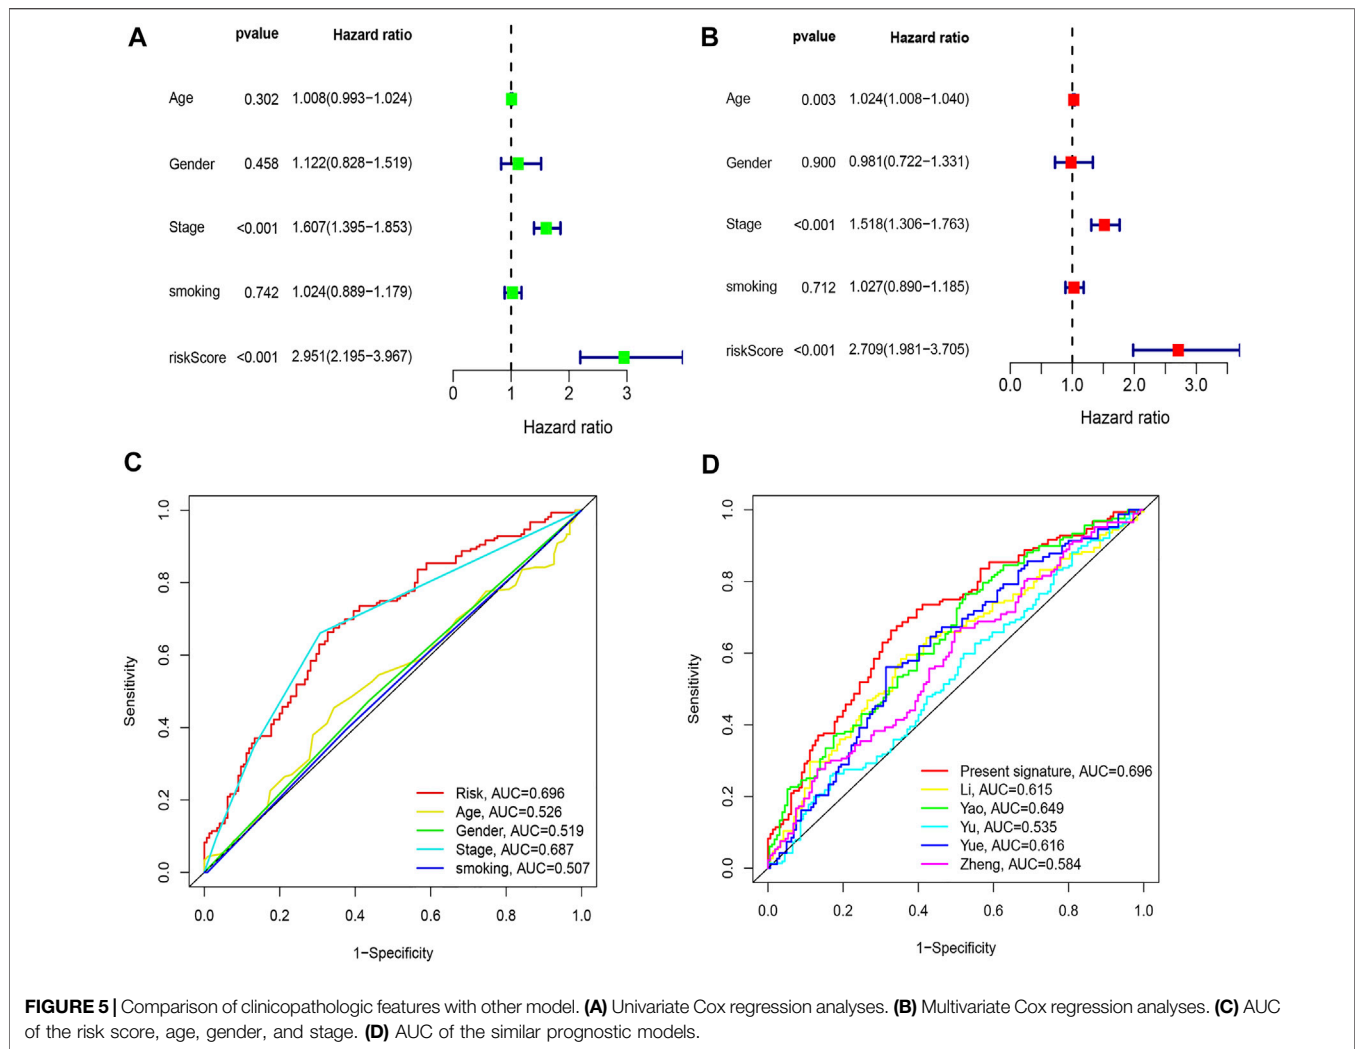 A
pvalue Hazard ratio
Age 0.302 1.008(0.993−1.024)
Gender 0.458 1.122(0.828−1.519)
Stage <0.001 1.607(1.395−1.853)
smoking 0.742 1.024(0.889−1.179)
riskScore <0.001 2.951(2.195−3.967)
0 1 2 3
Hazard ratio
B
pvalue Hazard ratio
Age 0.003 1.024(1.008−1.040)
Gender 0.900 0.981(0.722−1.331)
Stage <0.001 1.518(1.306−1.763)
smoking 0.712 1.027(0.890−1.185)
riskScore <0.001 2.709(1.981−3.705)
0.0 1.0 2.0 3.0
Hazard ratio
C
Sensitivity
1.0
0.8
0.6
0.4
0.2
0.0
Risk, AUC=0.696
Age, AUC=0.526
Gender, AUC=0.519
Stage, AUC=0.687
smoking, AUC=0.507
0.0 0.2 0.4 0.6 0.8 1.0
1−Specificity
D
Sensitivity
1.0
0.8
0.6
0.4
0.2
0.0
Present signature, AUC=0.696
Li, AUC=0.615
Yao, AUC=0.649
Yu, AUC=0.535
Yue, AUC=0.616
Zheng, AUC=0.584
0.0 0.2 0.4 0.6 0.8 1.0
1−Specificity
FIGURE 5 | Comparison of clinicopathologic features with other model. (A) Univariate Cox regression analyses. (B) Multivariate Cox regression analyses. (C) AUC
of the risk score, age, gender, and stage. (D) AUC of the similar prognostic models.